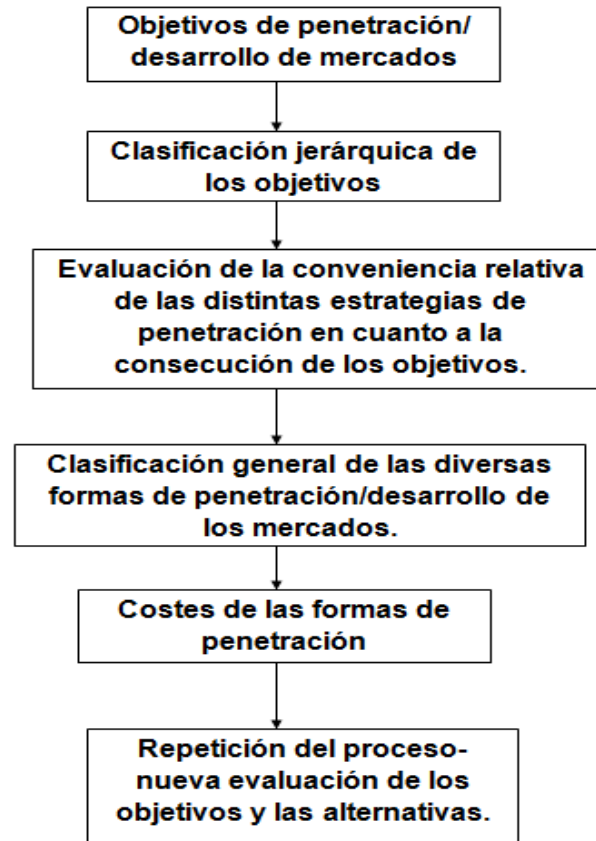 Objetivos de penetración/
desarrollo de mercados
Clasificación jerárquica de
los objetivos
Evaluación de la conveniencia relativa
de las distintas estrategias de
penetración en cuanto a la
consecución de los objetivos.
Clasificación general de las diversas
formas de penetración/desarrollo de
los mercados.
Costes de las formas de
penetración
Repetición del proceso-
nueva evaluación de los
objetivos y las alternativas.